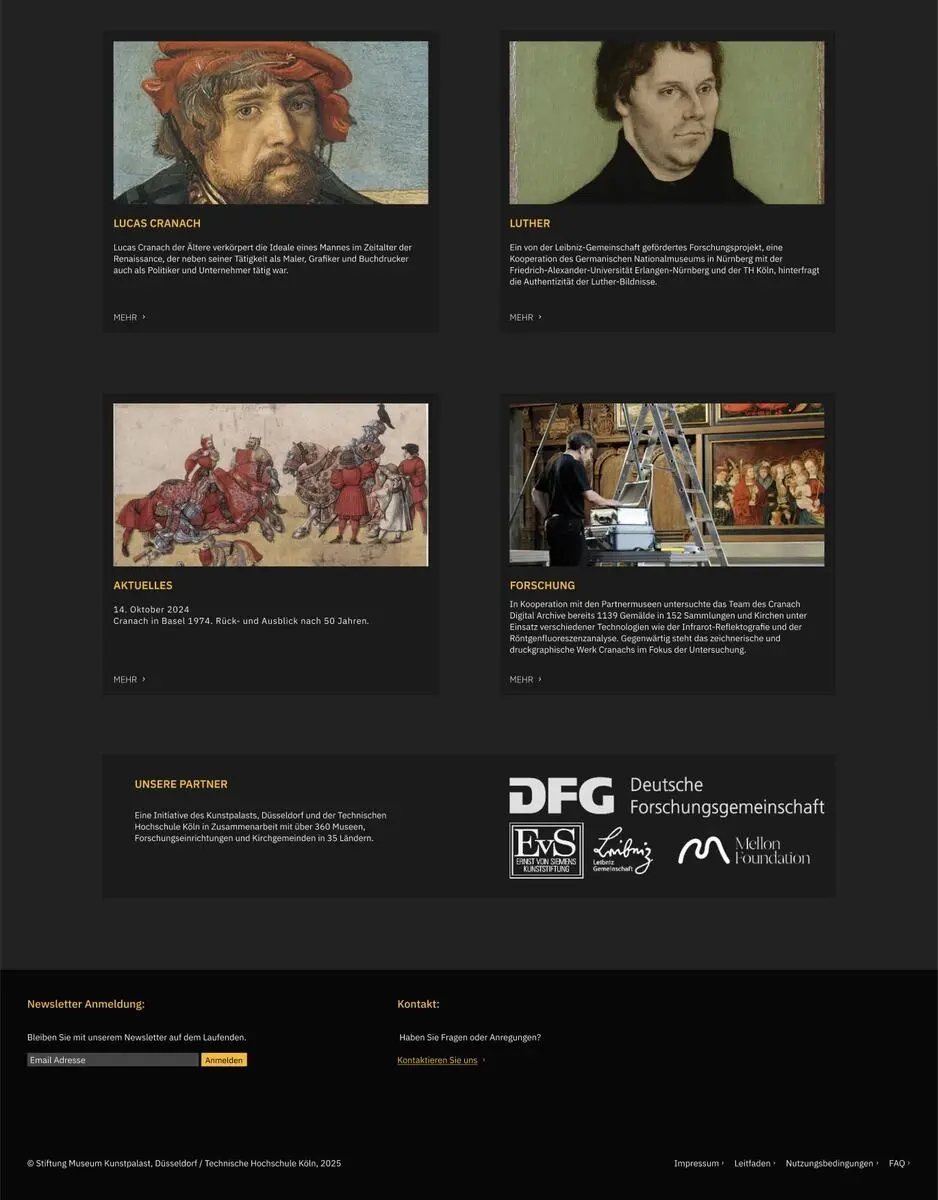 LUCAS CRANACH
Lucas Cranach der Ältere verkörpert die Ideale eines Mannes im Zeitalter der
Renaissance, der neben seiner Tätigkeit als Maler, Grafiker und Buchdrucker
auch als Politiker und Unternehmer tätig war.
MEHR ›
LUTHER
Ein von der Leibniz-Gemeinschaft gefördertes Forschungsprojekt, eine
Kooperation des Germanischen Nationalmuseums in Nürnberg mit der
Friedrich-Alexander-Universität Erlangen-Nürnberg und der TH Köln, hinterfragt
die Authentizität der Luther-Bildnisse.
MEHR ›
AKTUELLES
14. Oktober 2024
Cranach in Basel 1974. Rück- und Ausblick nach 50 Jahren.
MEHR ›
FORSCHUNG
In Kooperation mit den Partnermuseen untersuchte das Team des Cranach
Digital Archive bereits 1139 Gemälde in 152 Sammlungen und Kirchen unter
Einsatz verschiedener Technologien wie der Infrarot-Reflektografie und der
Röntgenfluoreszenzanalyse. Gegenwärtig steht das zeichnerische und
druckgraphische Werk Cranachs im Fokus der Untersuchung.
MEHR ›
UNSERE PARTNER
Eine Initiative des Kunstpalasts, Düsseldorf und der Technischen
Hochschule Köln in Zusammenarbeit mit über 360 Museen,
Forschungseinrichtungen und Kirchgemeinden in 35 Ländern.
DFG Deutsche
Forschungsgemeinschaft
EvS
ERNST VON SIEMENS
KUNSTSTIFTUNG
Leibniz
Leibniz
Gemeinschaft
Mellon
Foundation
Newsletter Anmeldung:
Bleiben Sie mit unserem Newsletter auf dem Laufenden.
Email Adresse
Anmelden
Kontakt:
Haben Sie Fragen oder Anregungen?
Kontaktieren Sie uns ›
© Stiftung Museum Kunstpalast, Düsseldorf / Technische Hochschule Köln, 2025
Impressum › Leitfaden › Nutzungsbedingungen › FAQ ›